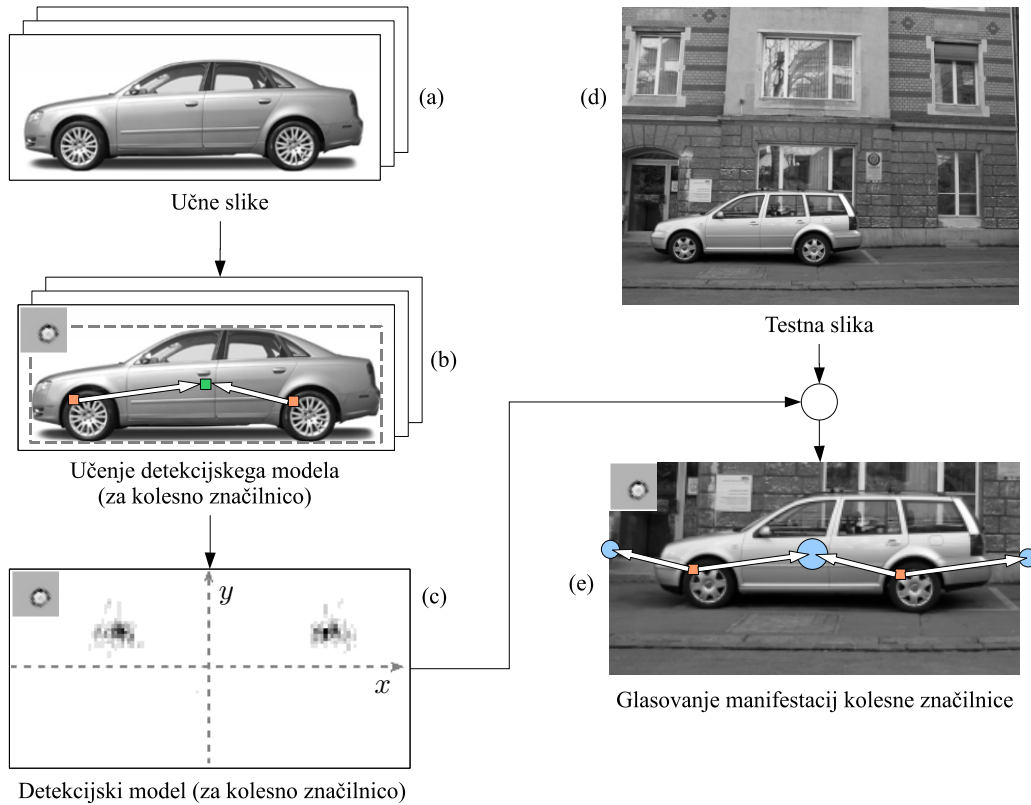 (a)
Učne slike
(b)
Učenje detekcijskega modela
(za kolesno značilnico)
(c)
y
x
Detekcijski model (za kolesno značilnico)
(d)
Testna slika
(e)
Glasovanje manifestacij kolesne značilnice